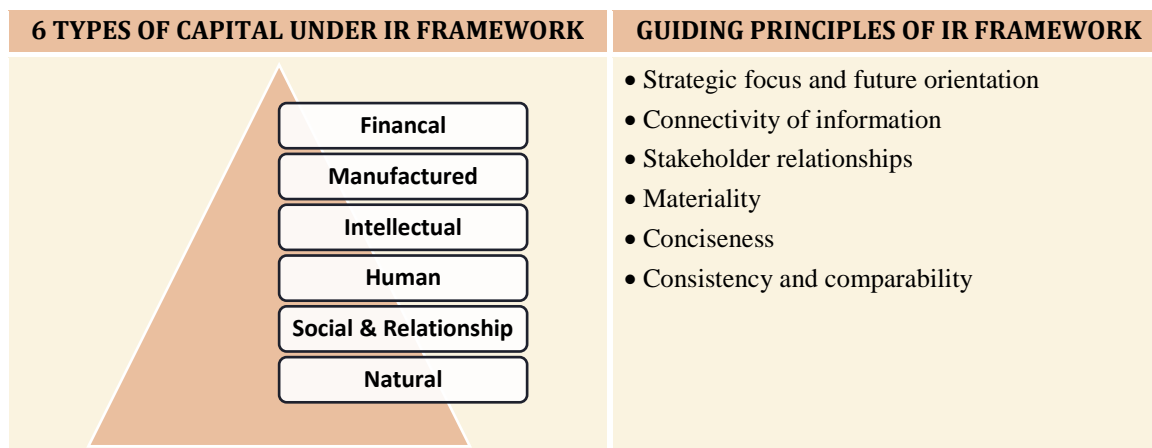 6 TYPES OF CAPITAL UNDER IR FRAMEWORK
Financal
Manufactured
Intellectual
Human
Social & Relationship
Natural
GUIDING PRINCIPLES OF IR FRAMEWORK
• Strategic focus and future orientation
• Connectivity of information
• Stakeholder relationships
• Materiality
• Conciseness
• Consistency and comparability